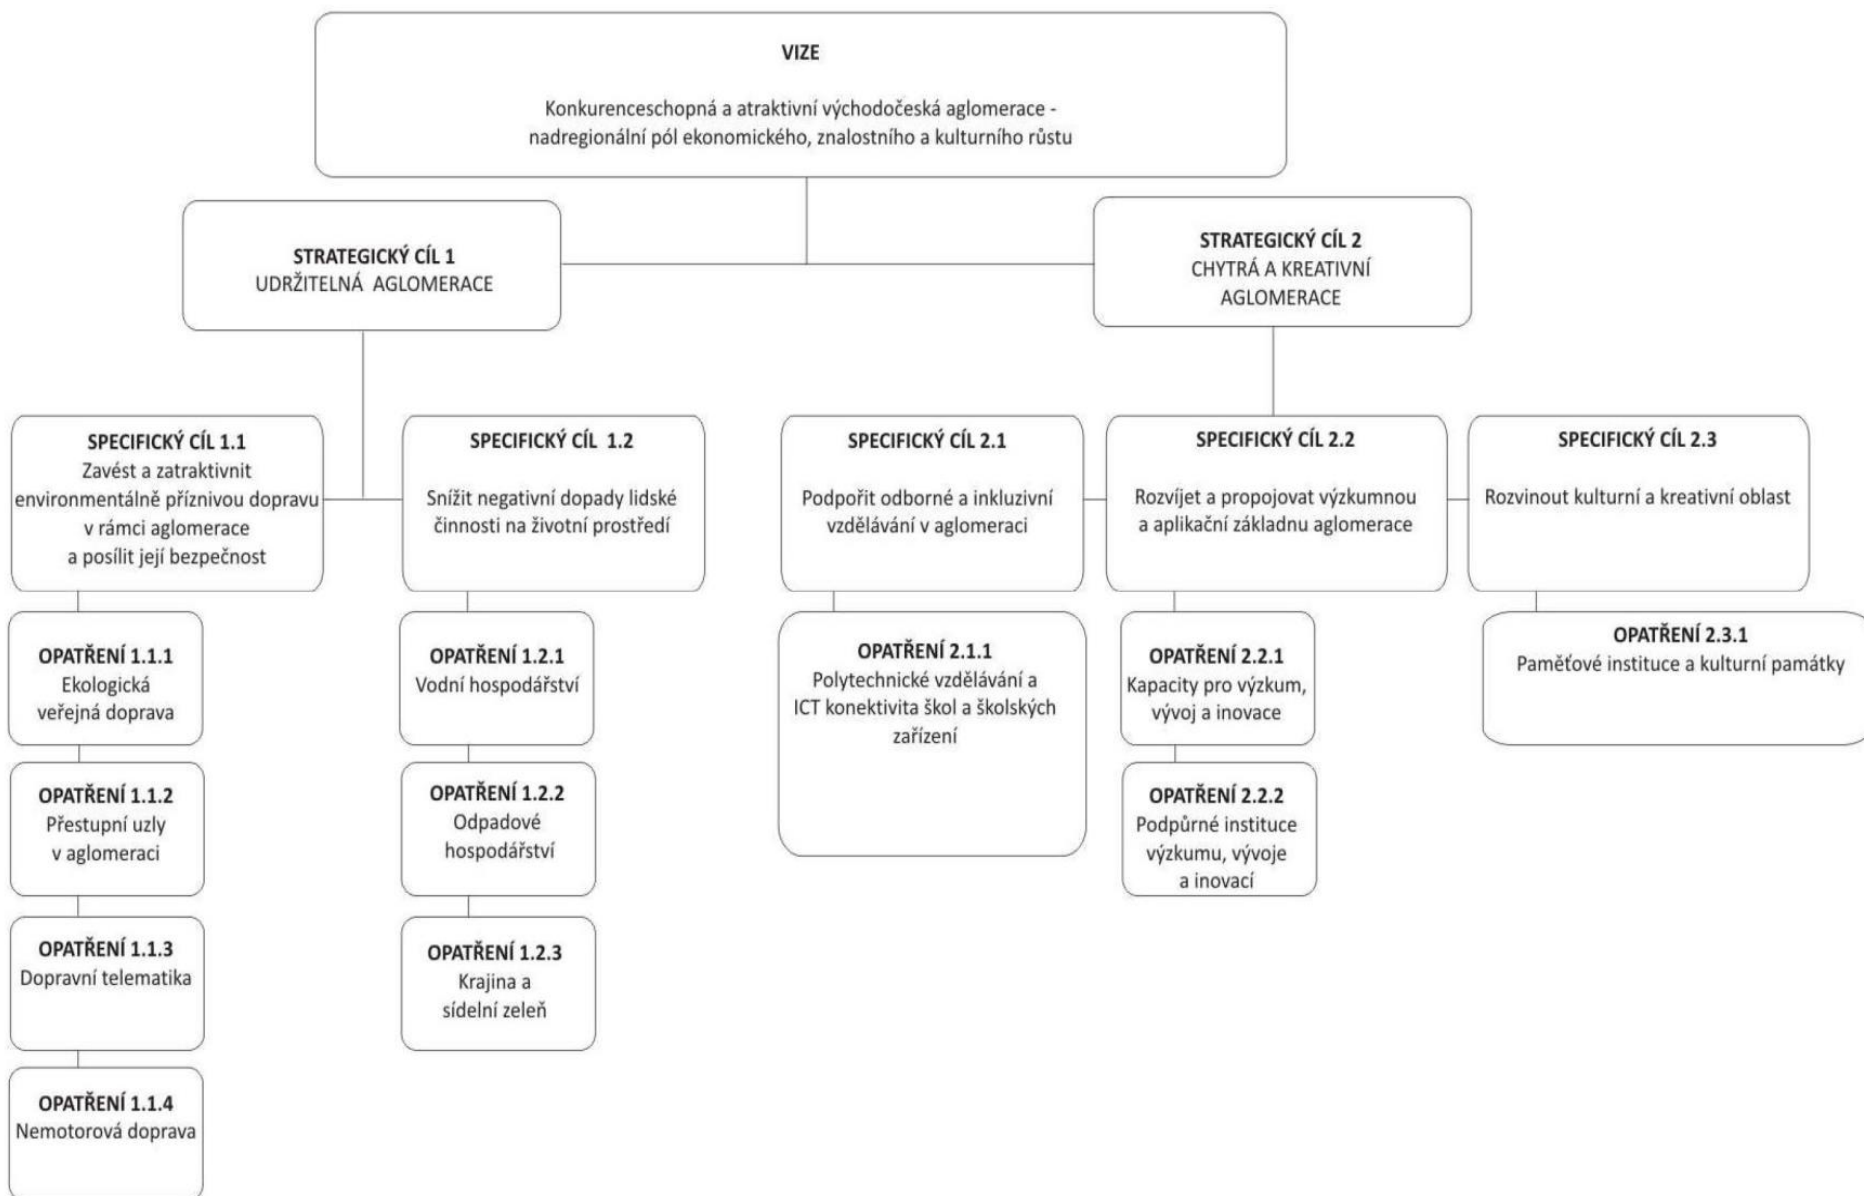 VIZE
Konkurenceschopná a atraktivní východočeská aglomerace -
nadregionální pól ekonomického, znalostního a kulturního růstu
STRATEGICKÝ CÍL 1
UDRŽITELNÁ AGLOMERACE
STRATEGICKÝ CÍL 2
CHYTRÁ A KREATIVNÍ
AGLOMERACE
SPECIFICKÝ CÍL 1.1
Zavést a zatraktivnit
environmentálně příznivou dopravu
v rámci aglomerace
a posílit její bezpečnost
SPECIFICKÝ CÍL 1.2
Snížit negativní dopady lidské
činnosti na životní prostředí
SPECIFICKÝ CÍL 2.1
Podpořit odborné a inkluzivní
vzdělávání v aglomeraci
SPECIFICKÝ CÍL 2.2
Rozvíjet a propojovat výzkumnou
a aplikační základnu aglomerace
SPECIFICKÝ CÍL 2.3
Rozvinout kulturní a kreativní oblast
OPATŘENÍ 1.1.1
Ekologická
veřejná doprava
OPATŘENÍ 1.1.2
Přestupní uzly
v aglomeraci
OPATŘENÍ 1.1.3
Dopravní telematika
OPATŘENÍ 1.1.4
Nemotorová doprava
OPATŘENÍ 1.2.1
Vodní hospodářství
OPATŘENÍ 1.2.2
Odpadové
hospodářství
OPATŘENÍ 1.2.3
Krajina a
sídelní zeleň
OPATŘENÍ 2.1.1
Polytechnické vzdělávání a
ICT konektivita škol a školských
zařízení
OPATŘENÍ 2.2.1
Kapacity pro výzkum,
vývoj a inovace
OPATŘENÍ 2.2.2
Podpůrné instituce
výzkumu, vývoje
a inovací
OPATŘENÍ 2.3.1
Paměťové instituce a kulturní památky